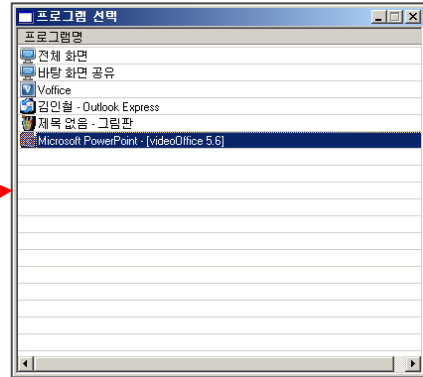 프로그램 선택
프로그램명
전체 화면
바탕 화면 공유
Voffice
김인철 - Outlook Express
제목 없음 - 그림판
Microsoft PowerPoint - [videoOffice 5.6]